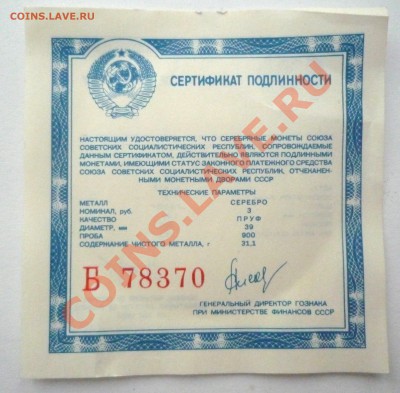 COINS.LAVE.RU
СЕРТИФИКАТ ПОДЛИННОСТИ
НАСТОЯЩИМ УДОСТОВЕРЯЕТСЯ, ЧТО СЕРЕБРЯНЫЕ МОНЕТЫ СОЮЗА
СОВЕТСКИХ СОЦИАЛИСТИЧЕСКИХ РЕСПУБЛИК, СОПРОВОЖДАЕМЫЕ
ДАННЫМ СЕРТИФИКАТОМ, ДЕЙСТВИТЕЛЬНО ЯВЛЯЮТСЯ ПОДЛИННЫМИ
МОНЕТАМИ, ИМЕЮЩИМИ СТАТУС ЗАКОННОГО ПЛАТЕЖНОГО СРЕДСТВА
СОЮЗА СОВЕТСКИХ СОЦИАЛИСТИЧЕСКИХ РЕСПУБЛИК, ОТЧЕКАНЕН-
НЫМИ МОНЕТНЫМИ ДВОРАМИ СССР
ТЕХНИЧЕСКИЕ ПАРАМЕТРЫ
МЕТАЛЛ СЕРЕБРО
НОМИНАЛ, руб. 3
КАЧЕСТВО ПРУФ
ДИАМЕТР, мм 39
ПРОБА 900
СОДЕРЖАНИЕ ЧИСТОГО МЕТАЛЛА, г 31,1
Б 78370
ГЕНЕРАЛЬНЫЙ ДИРЕКТОР ГОЗНАКА
ПРИ МИНИСТЕРСТВЕ ФИНАНСОВ СССР
COINS.LAVE.RU